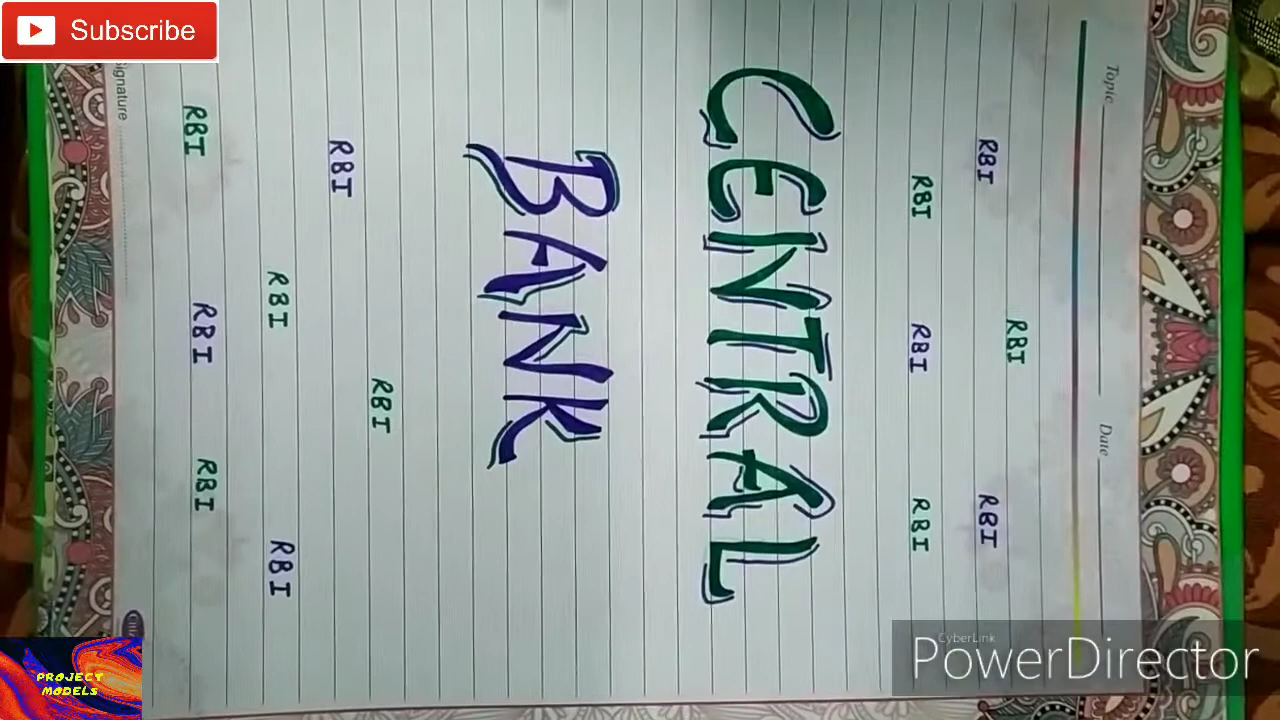 Subscribe
Topic Date
RBI
RBI RBI
RBI RBI RBI
CENTRAL
BANK
RBI
RBI
RBI RBI
RBI RBI RBI
Signature
PROJECT
MODELS
CyberLink
PowerDirector